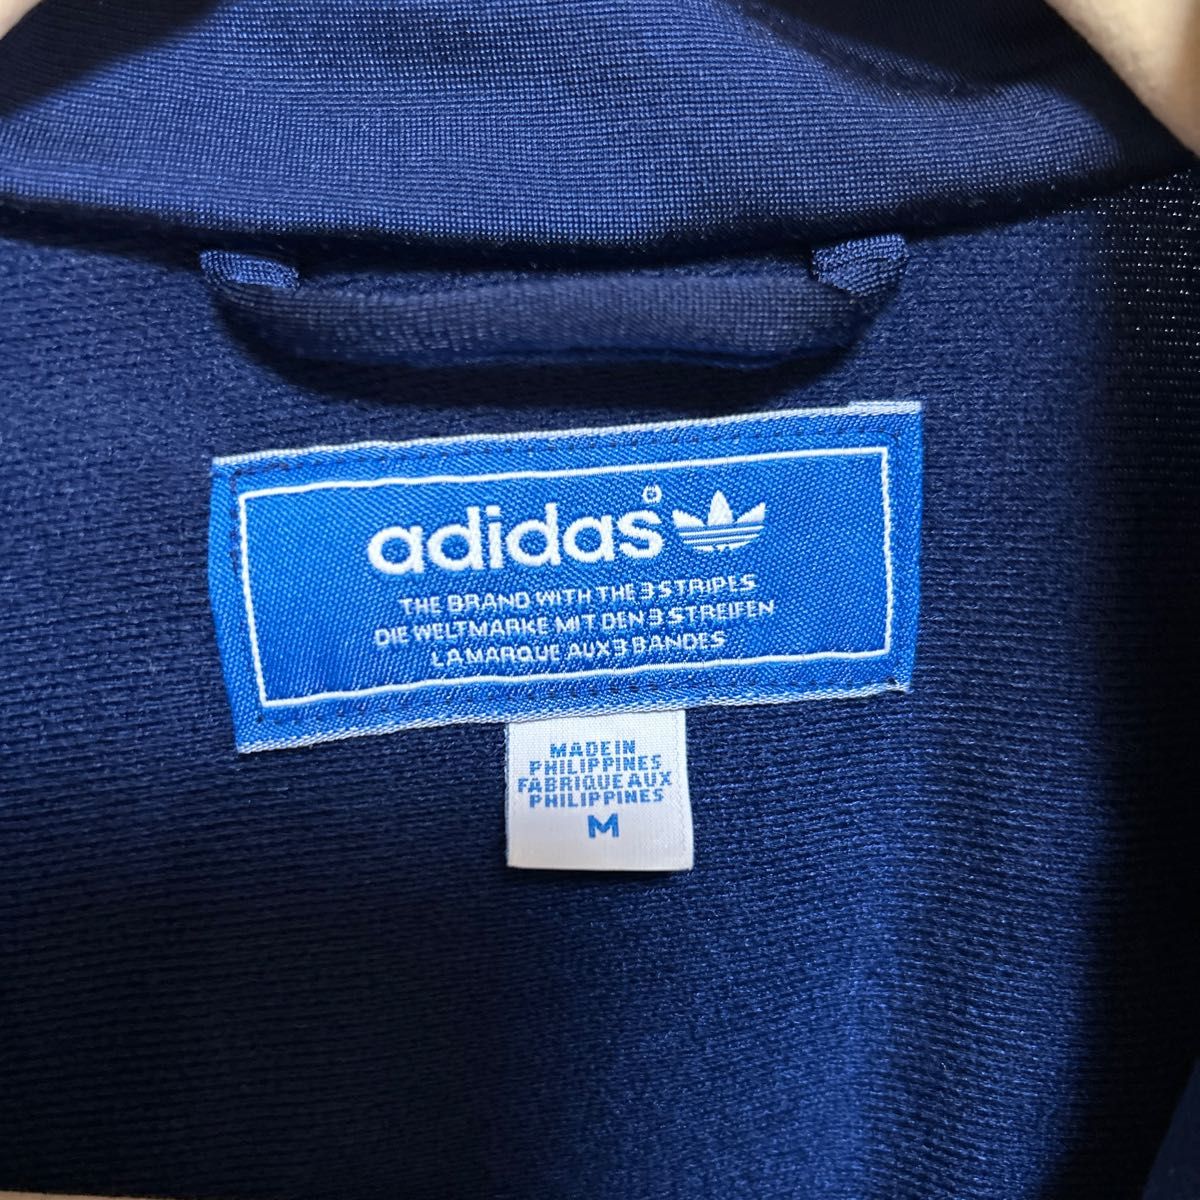 adidas
THE BRAND WITH THE 3 STRIPES
DIE WELTMARKE MIT DEN 3 STREIFEN
LA MARQUE AUX 3 BANDES
MADE IN
PHILIPPINES
FABRIQUE AUX
PHILIPPINES
M